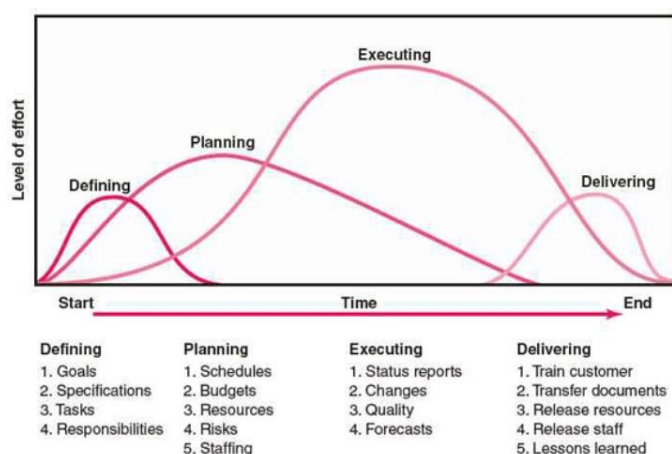 Executing
Planning
Defining
Delivering
Level of effort
Start Time End
Defining Planning Executing Delivering
1. Goals 1. Schedules 1. Status reports 1. Train customer
2. Specifications 2. Budgets 2. Changes 2. Transfer documents
3. Tasks 3. Resources 3. Quality 3. Release resources
4. Responsibilities 4. Risks 4. Forecasts 4. Release staff
5. Staffing 5. Lessons learned